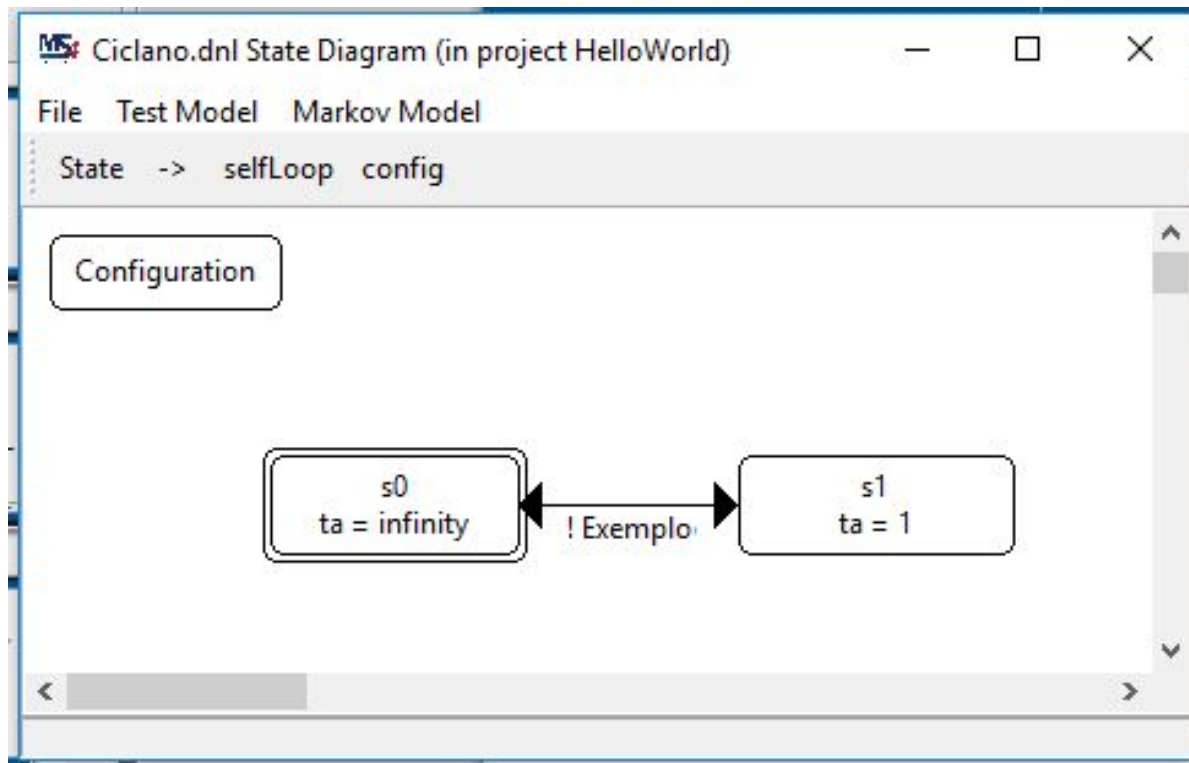 MS4 Ciclano.dnl State Diagram (in project HelloWorld)
File Test Model Markov Model
State -> selfLoop config
Configuration
s0
ta = infinity
! Exemplo
s1
ta = 1